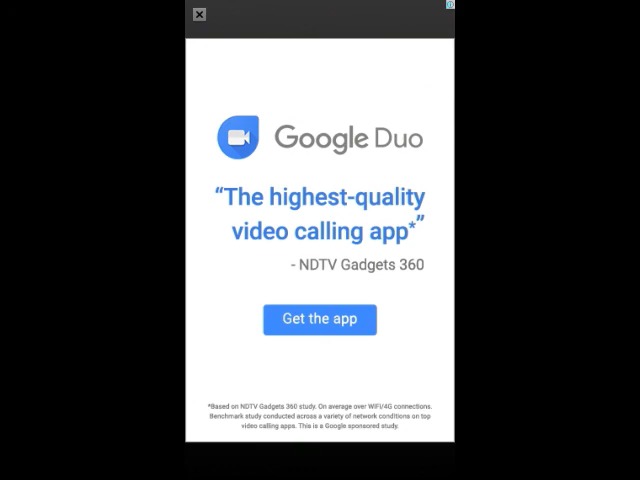 Google Duo
“The highest-quality
video calling app*”
- NDTV Gadgets 360
Get the app
*Based on NDTV Gadgets 360 study. On average over WiFi/4G connections.
Benchmark study conducted across a variety of network conditions on top
video calling apps. This is a Google sponsored study.